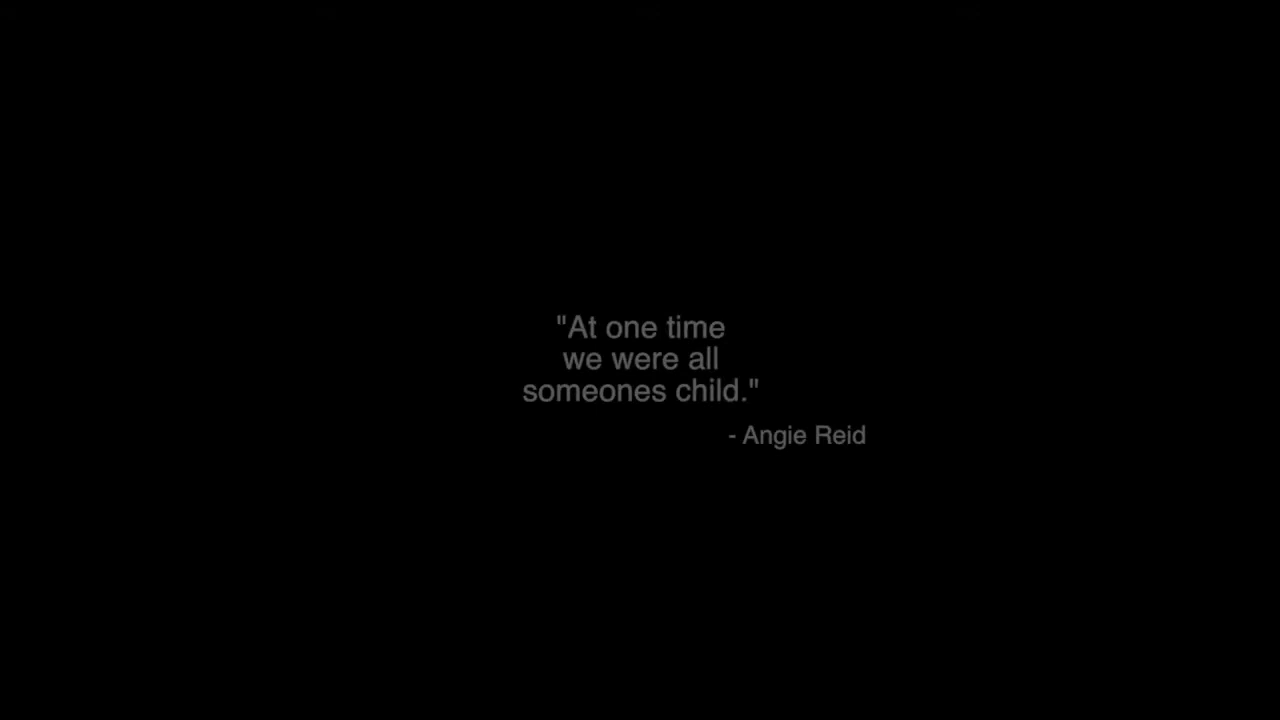 "At one time
we were all
someones child."
- Angie Reid